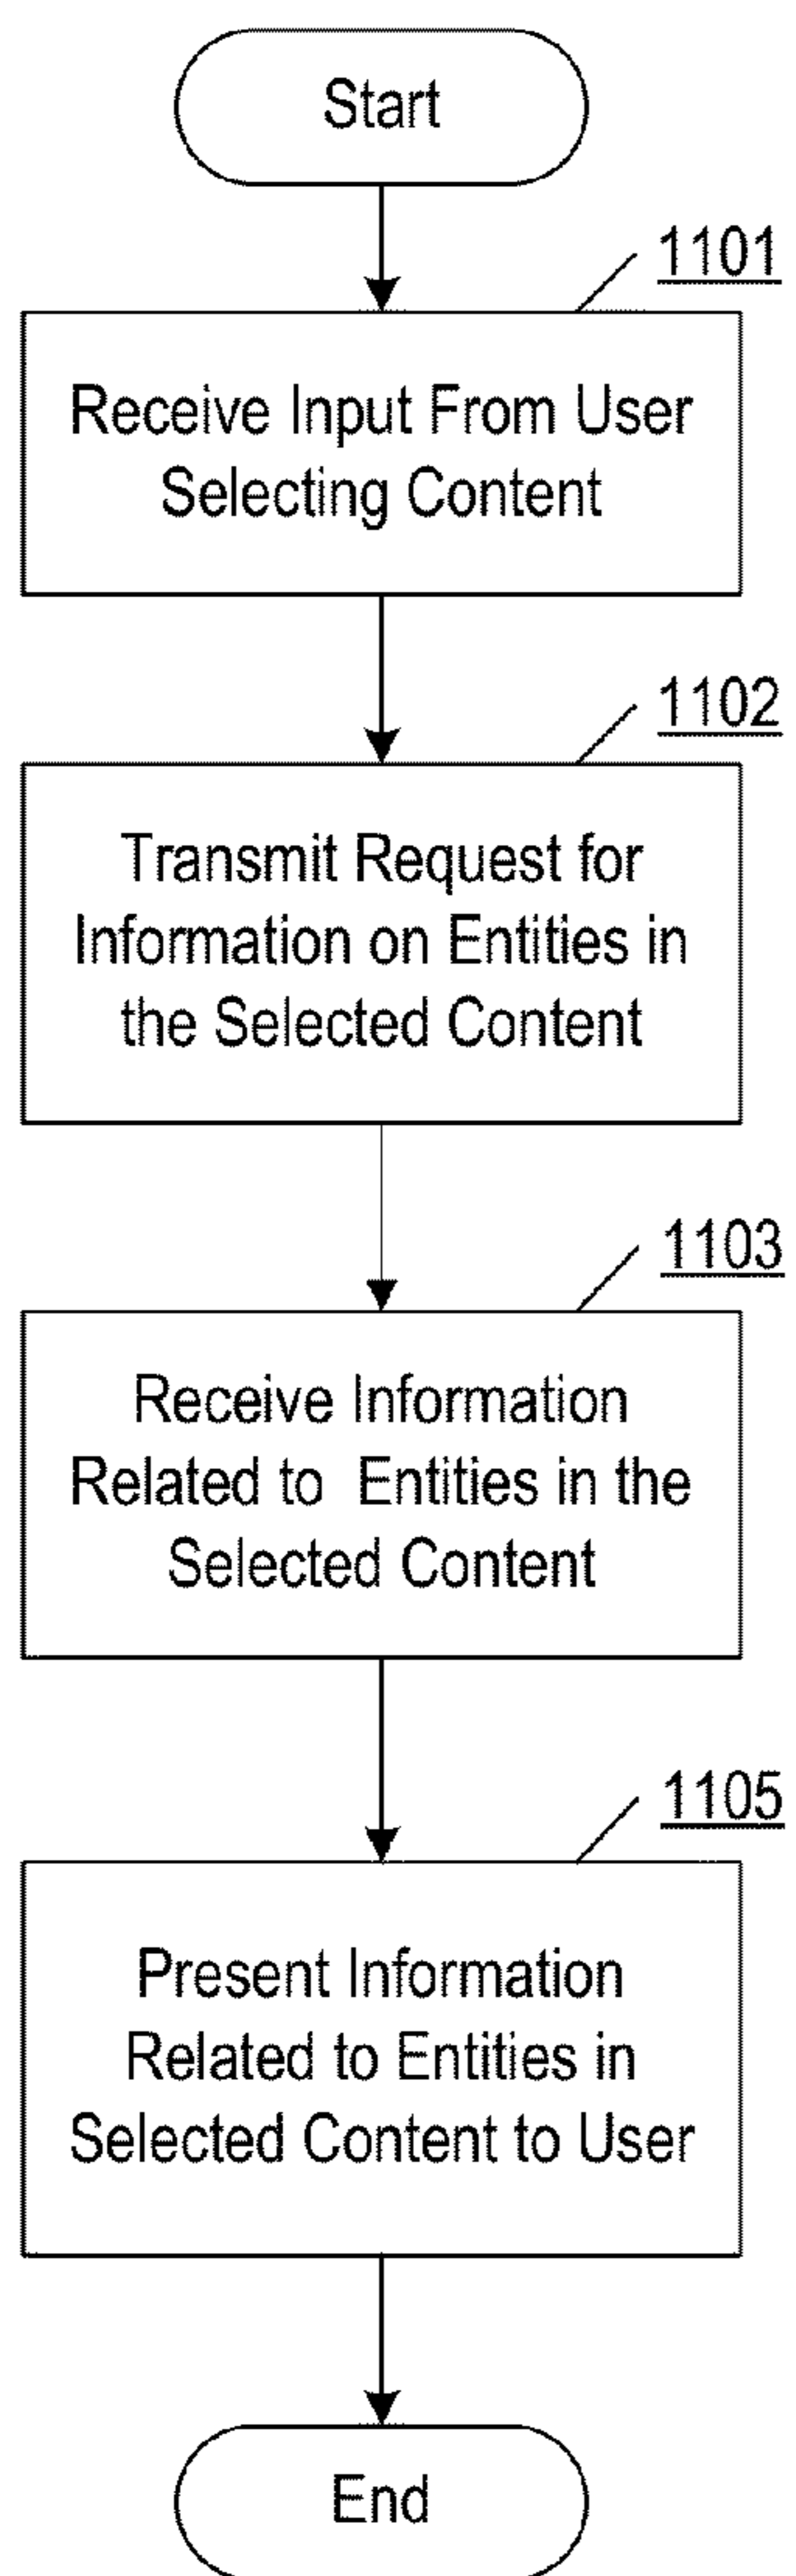 Start
1101
Receive Input From User
Selecting Content
1102
Transmit Request for
Information on Entities in
the Selected Content
1103
Receive Information
Related to Entities in the
Selected Content
1105
Present Information
Related to Entities in
Selected Content to User
End